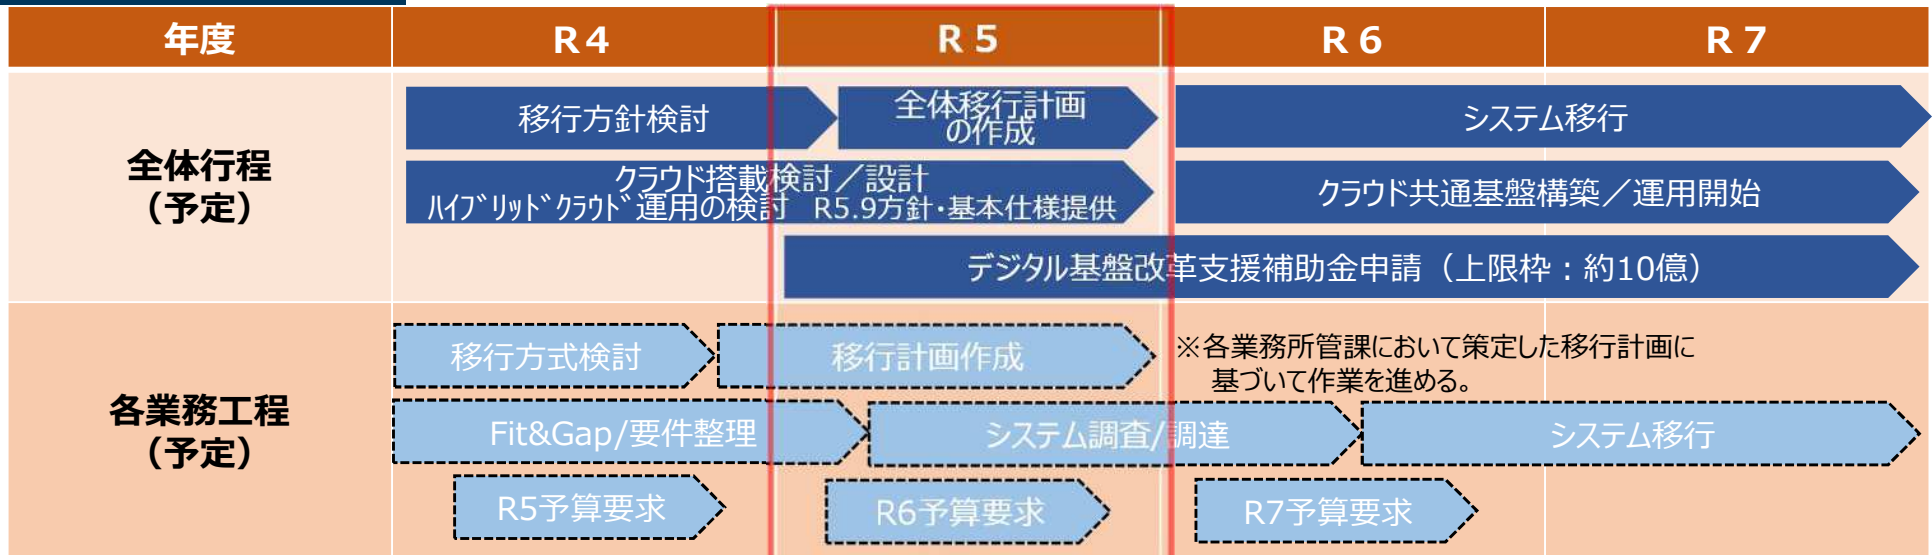 年度
R4
R5
R6
R7
全体行程
（予定）
移行方針検討
全体移行計画
の作成
システム移行
クラウド搭載検討／設計
ﾊｲﾌﾞﾘｯﾄﾞｸﾗｳﾄﾞ運用の検討　R5.9方針・基本仕様提供
クラウド共通基盤構築／運用開始
デジタル基盤改革支援補助金申請（上限枠：約10億）
各業務工程
（予定）
移行方式検討
移行計画作成
※各業務所管課において策定した移行計画に
基づいて作業を進める。
Fit&Gap/要件整理
システム調査/調達
システム移行
R5予算要求
R6予算要求
R7予算要求